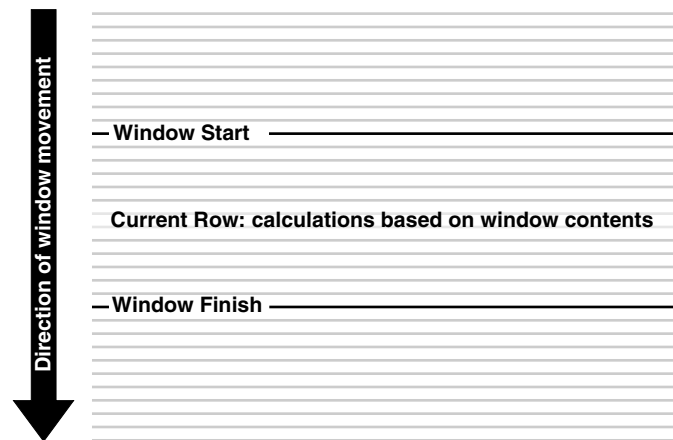 Direction of window movement
Window Start
Current Row: calculations based on window contents
Window Finish